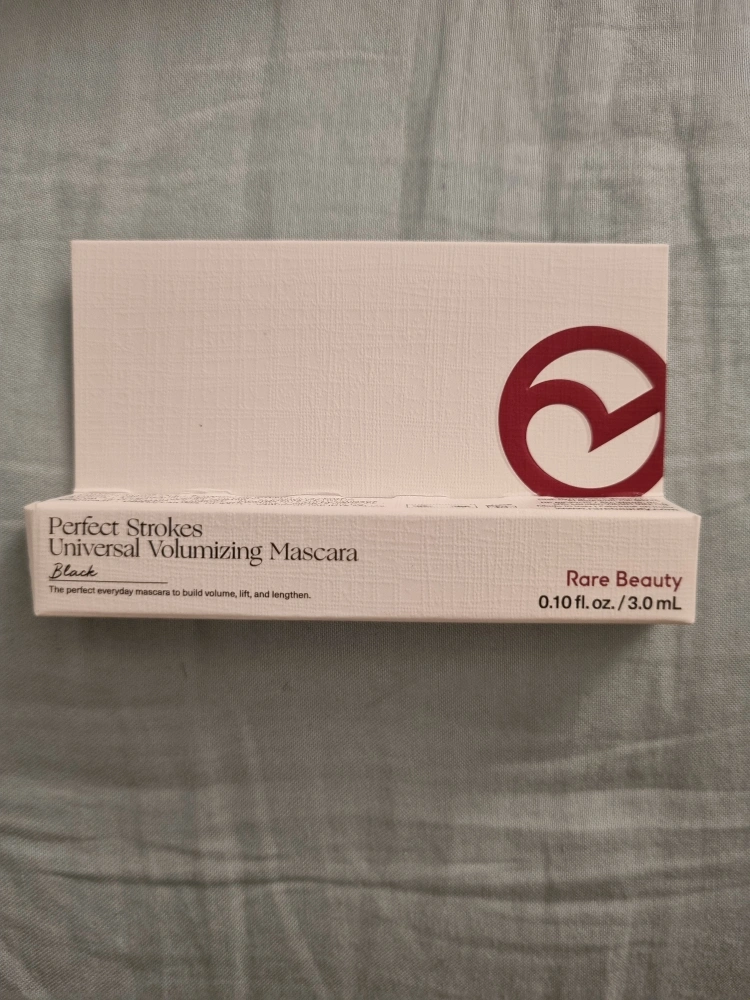 Perfect Strokes
Universal Volumizing Mascara
Black
The perfect everyday mascara to build volume, lift, and lengthen.
Rare Beauty
0.10 fl. oz. / 3.0 mL